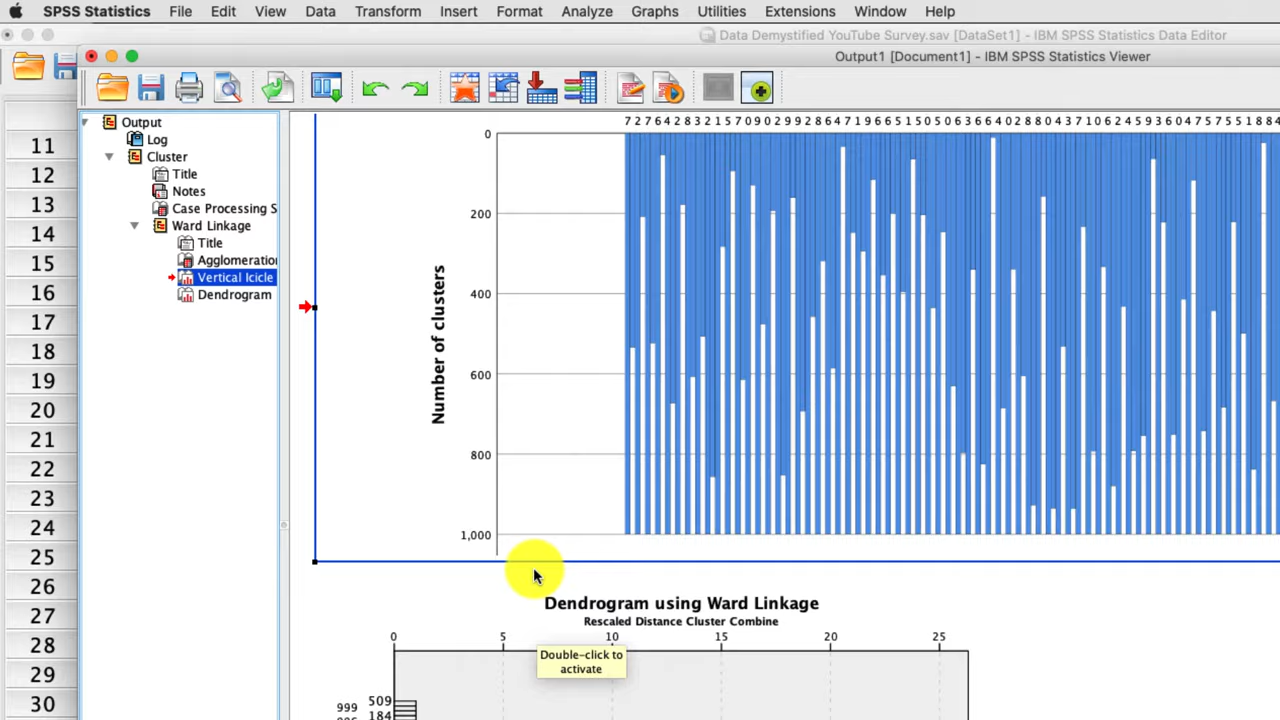 SPSS Statistics File Edit View Data Transform Insert Format Analyze Graphs Utilities Extensions Window Help
Data Demystified YouTube Survey.sav [DataSet1] - IBM SPSS Statistics Data Editor
Output1 [Document1] - IBM SPSS Statistics Viewer
Output
Log
Cluster
Title
Notes
Case Processing S
Ward Linkage
Title
Agglomeration
Vertical Icicle
Dendrogram
11
12
13
14
15
16
17
18
19
20
21
22
23
24
25
26
27
28
29
30
Number of clusters
0
200
400
600
800
1,000
Dendrogram using Ward Linkage
Rescaled Distance Cluster Combine
0 5 10 15 20 25
Double-click to
activate
999 509
184